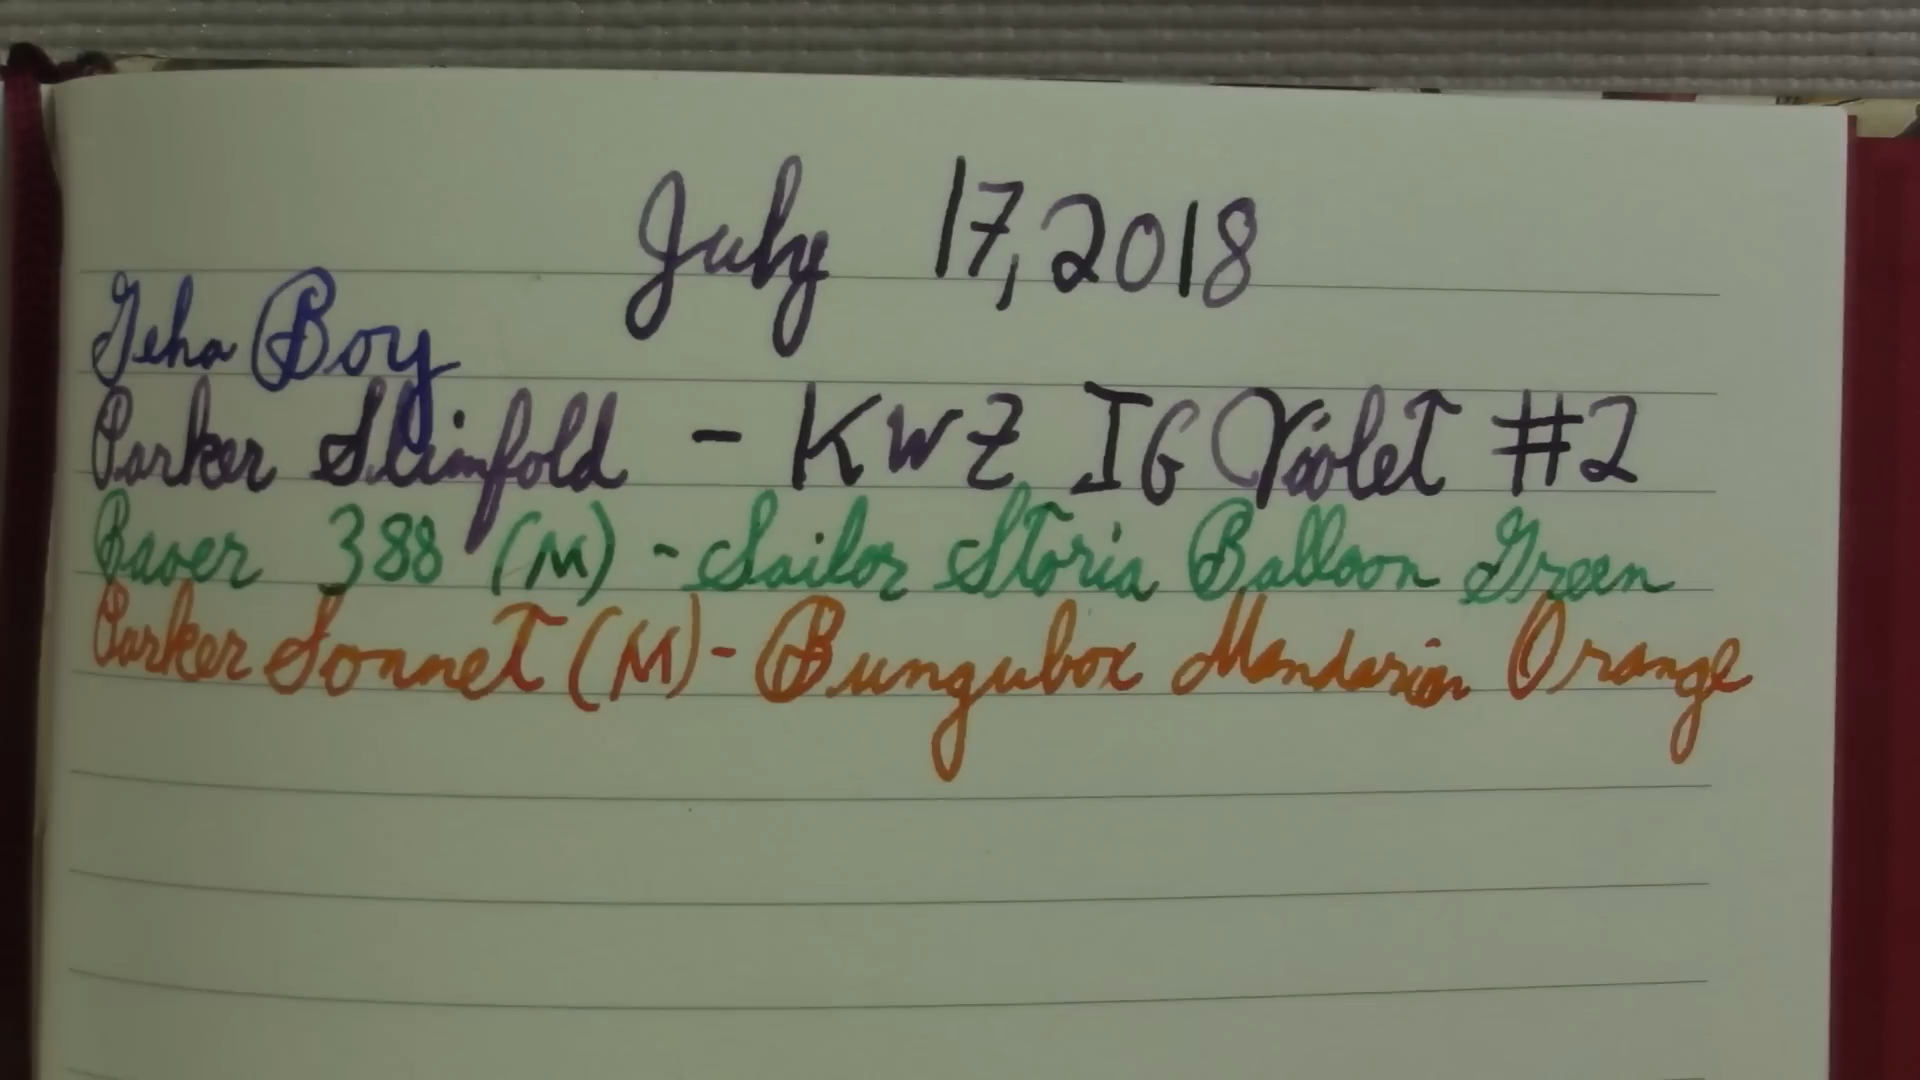 July 17, 2018
Geha Boy
Parker Slimfold - KWZ IG Violet #2
Baoer 388 (M) - Sailor Storia Balloon Green
Parker Sonnet (M) - Bungubox Mandarin Orange